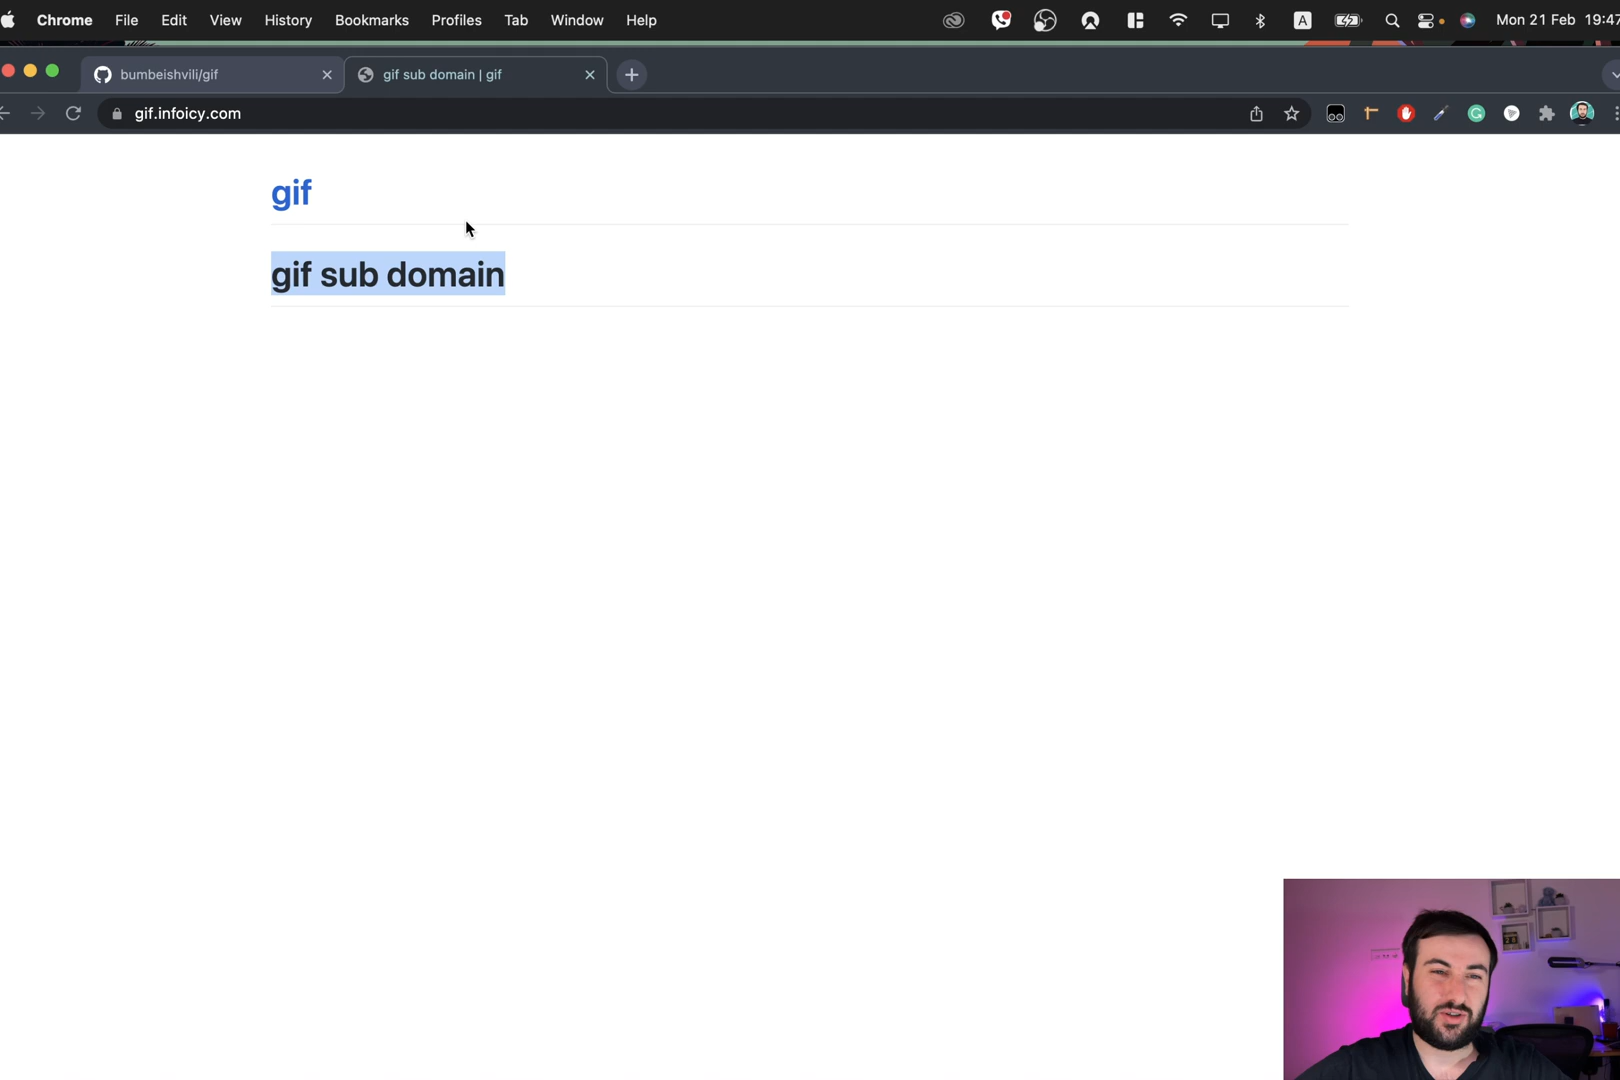 Chrome File Edit View History Bookmarks Profiles Tab Window Help A Mon 21 Feb 19:47
bumbeishvili/gif gif sub domain | gif
gif.infoicy.com
gif
gif sub domain